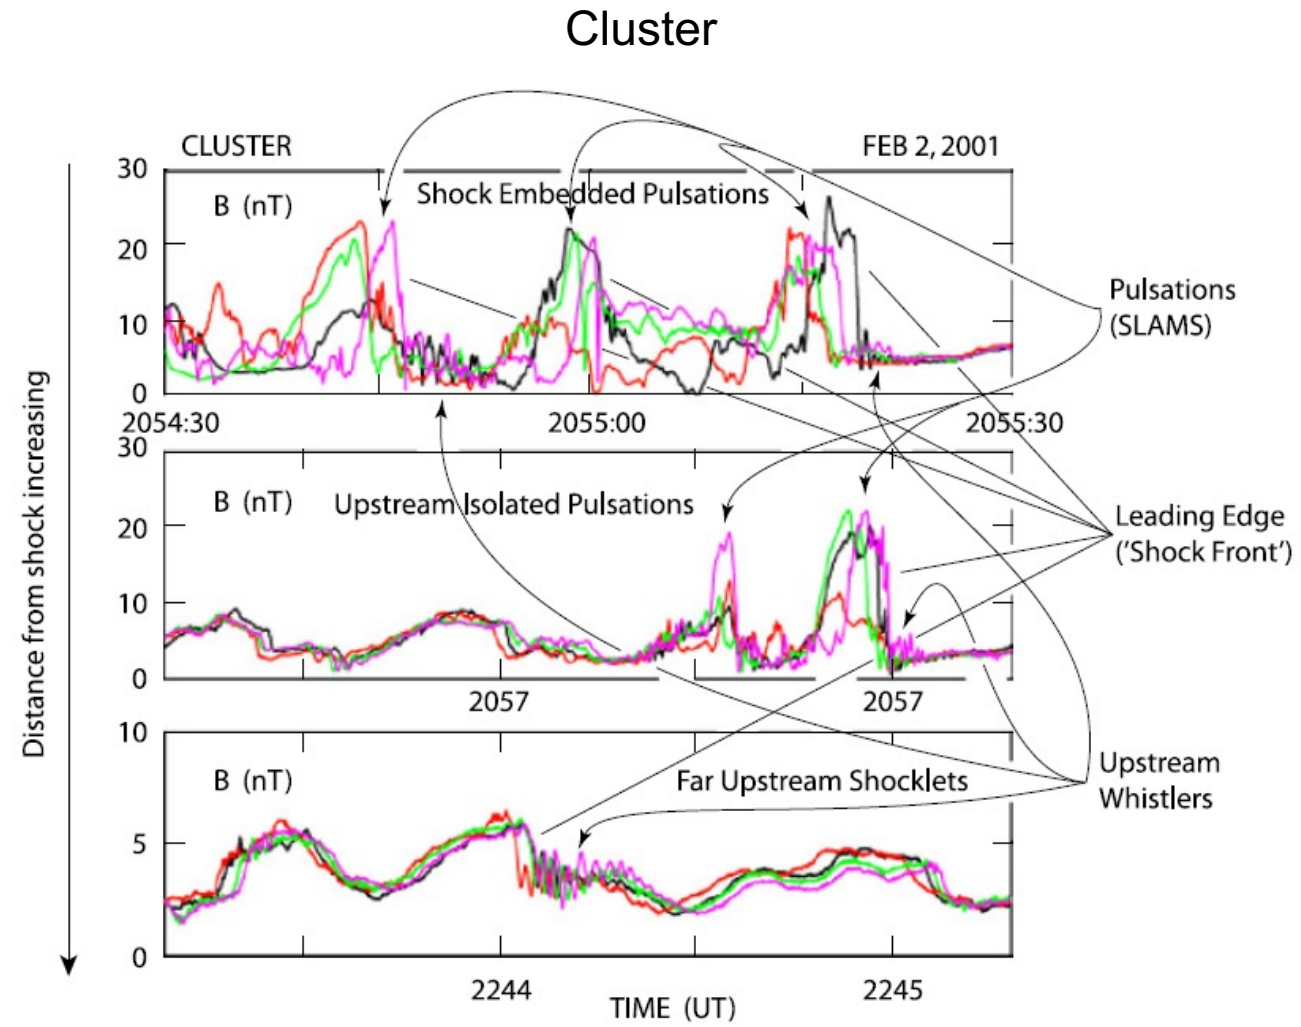 Cluster
CLUSTER
FEB 2, 2001
30
B (nT)
Shock Embedded Pulsations
20
10
0
2054:30
2055:00
2055:30
Pulsations
(SLAMS)
Distance from shock increasing
30
B (nT)
Upstream Isolated Pulsations
20
10
0
2057
2057
Leading Edge
('Shock Front')
10
B (nT)
Far Upstream Shocklets
5
0
2244
2245
TIME (UT)
Upstream
Whistlers